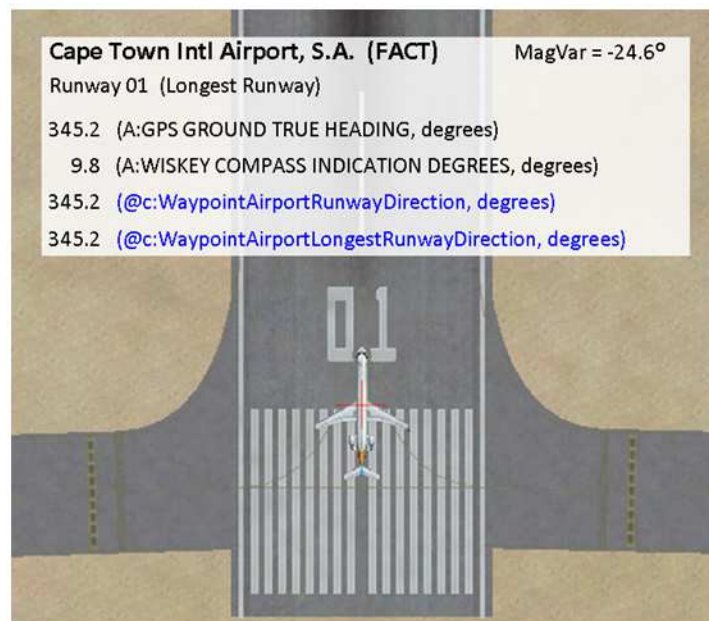 Cape Town Intl Airport, S.A. (FACT) MagVar = -24.6º
Runway 01 (Longest Runway)
345.2 (A:GPS GROUND TRUE HEADING, degrees)
9.8 (A:WISKEY COMPASS INDICATION DEGREES, degrees)
345.2 (@c:WaypointAirportRunwayDirection, degrees)
345.2 (@c:WaypointAirportLongestRunwayDirection, degrees)
01